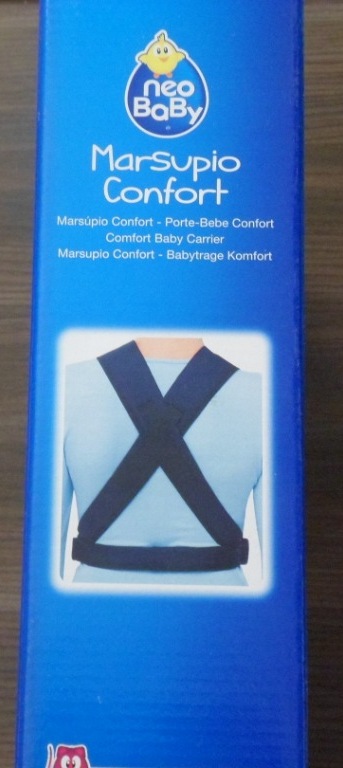 neo
BaBy
Marsupio
Confort
Marsúpio Confort - Porte-Bebe Confort
Comfort Baby Carrier
Marsupio Confort - Babytrage Komfort